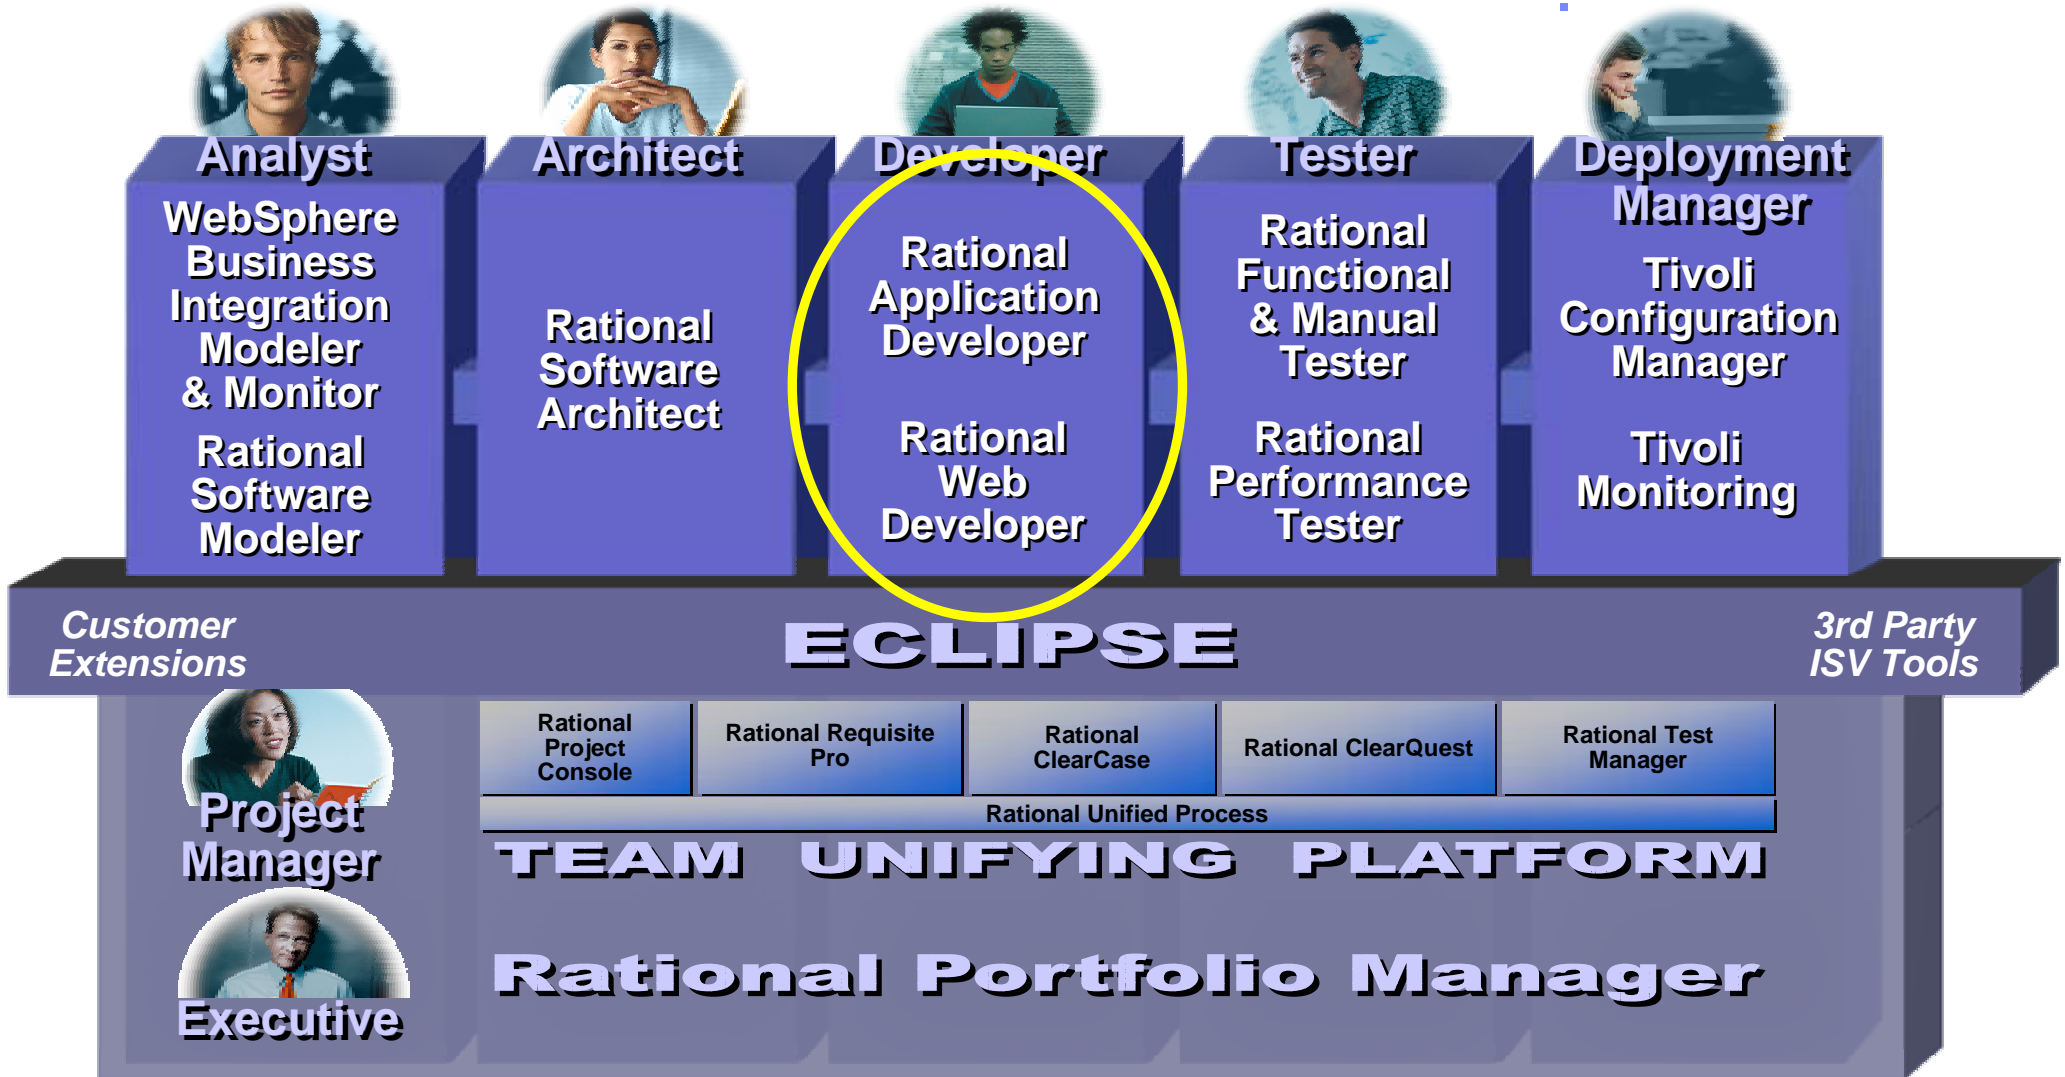 Analyst
WebSphere
Business
Integration
Modeler
& Monitor
Rational
Software
Modeler
Architect
Rational
Software
Architect
Developer
Rational
Application
Developer
Rational
Web
Developer
Tester
Rational
Functional
& Manual
Tester
Rational
Performance
Tester
Deployment
Manager
Tivoli
Configuration
Manager
Tivoli
Monitoring
Customer
Extensions
ECLIPSE
3rd Party
ISV Tools
Project
Manager
Rational
Project
Console
Rational Requisite
Pro
Rational
ClearCase
Rational ClearQuest
Rational Test
Manager
Rational Unified Process
TEAM UNIFYING PLATFORM
Executive
Rational Portfolio Manager